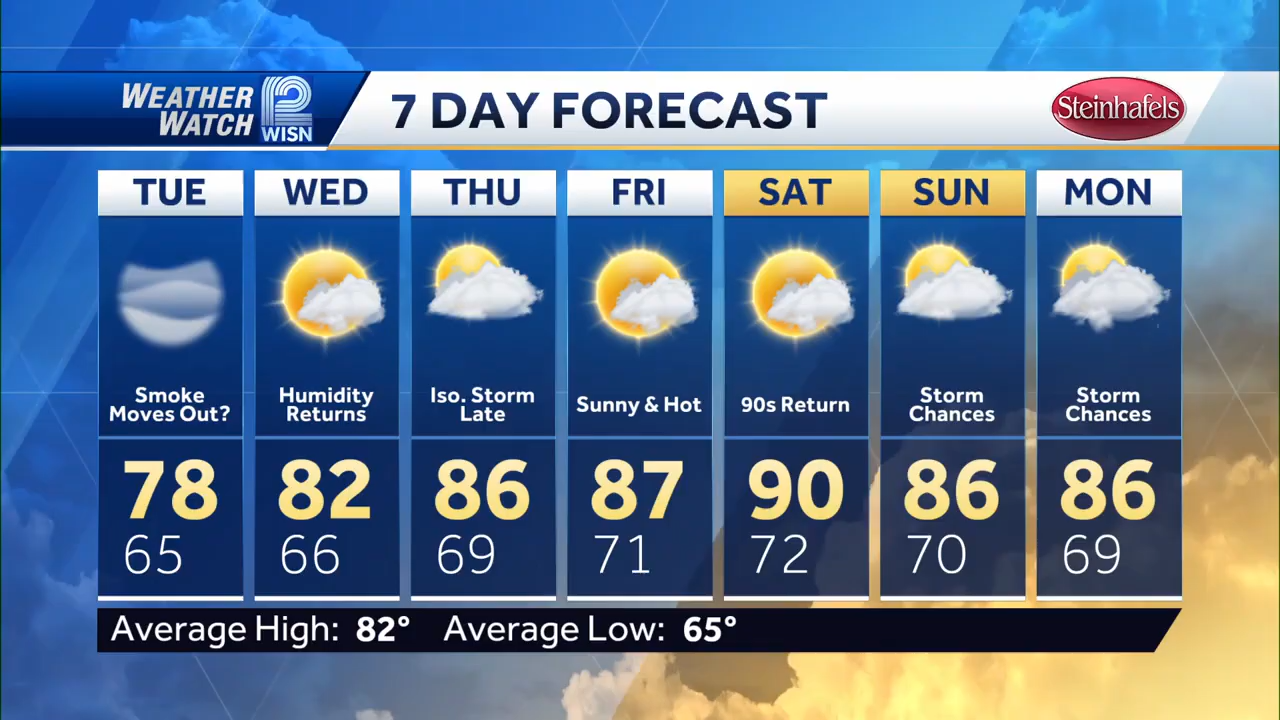 WEATHER
WATCH
12
WISN
7 DAY FORECAST
Steinhafels
TUE
WED
THU
FRI
SAT
SUN
MON
Smoke
Moves Out?
Humidity
Returns
Iso. Storm
Late
Sunny & Hot
90s Return
Storm
Chances
Storm
Chances
78
82
86
87
90
86
86
65
66
69
71
72
70
69
Average High: 82° Average Low: 65°